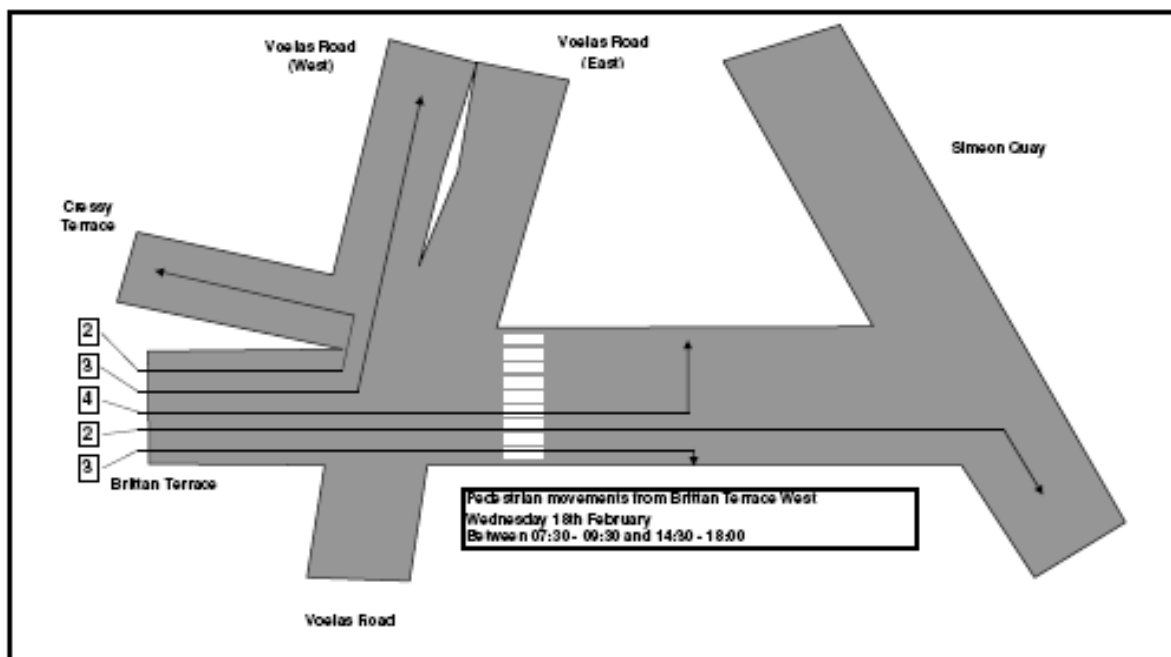 Voelas Road
(West)
Voelas Road
(East)
Simeon Quay
Cressy
Terrace
2
3
4
2
3
Brittan Terrace
Pedestrian movements from Brittan Terrace West
Wednesday 18th February
Between 07:30 - 09:30 and 14:30 - 18:00
Voelas Road